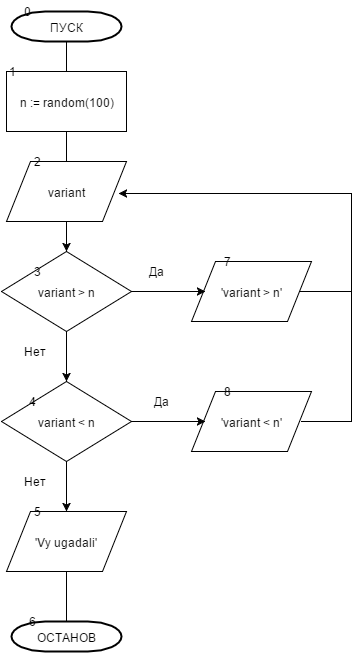 0
ПУСК
1
n := random(100)
2
variant
3
variant > n
Да
7
'variant > n'
Нет
4
variant < n
Да
8
'variant < n'
Нет
5
'Vy ugadali'
6
ОСТАНОВ